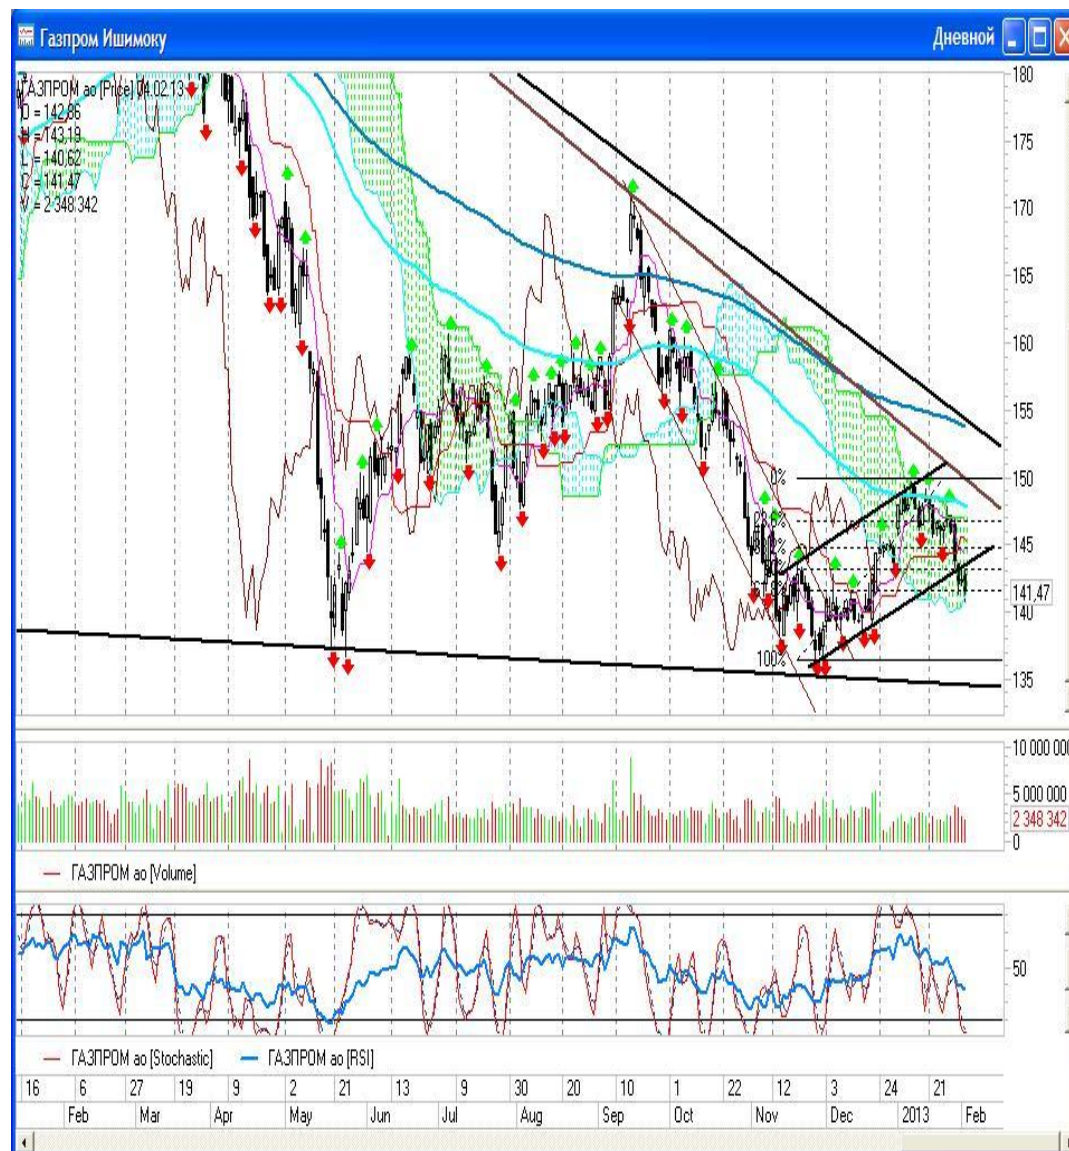 Газпром Ишимоку
Дневной
ГАЗПРОМ ао [Price] 04.02.13
O = 142,86
H = 143,19
L = 140,62
C = 141,47
V = 2 348 342
180
175
170
165
160
155
150
145
141,47
140
135
0%
100%
10 000 000
5 000 000
2 348 342
0
ГАЗПРОМ ао [Volume]
50
ГАЗПРОМ ао [Stochastic] ГАЗПРОМ ао [RSI]
16 6 27 19 9 2 21 13 9 30 20 10 1 22 12 3 24 21
Feb Mar Apr May Jun Jul Aug Sep Oct Nov Dec 2013 Feb